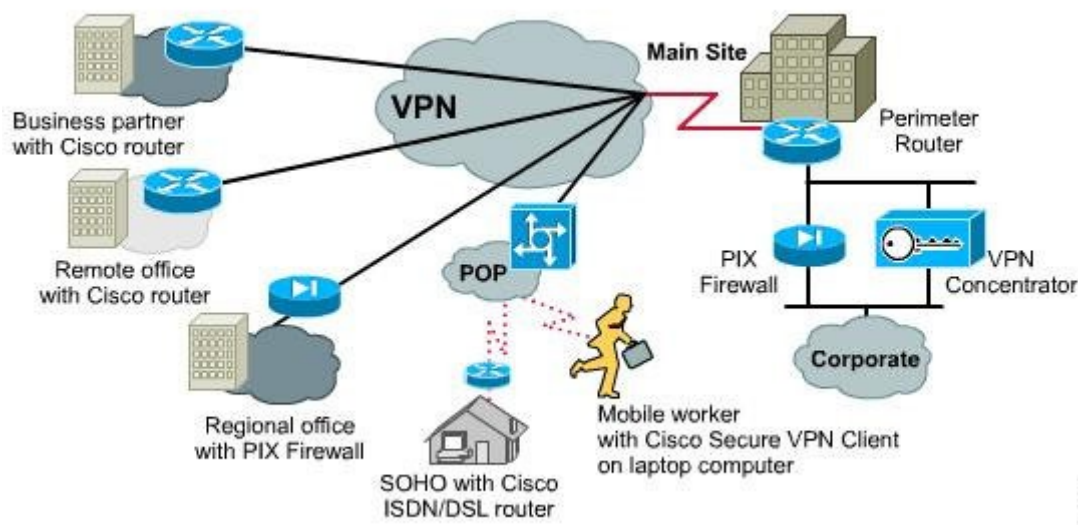 Main Site
VPN
Perimeter
Router
Business partner
with Cisco router
PIX
Firewall
VPN
Concentrator
Remote office
with Cisco router
POP
Corporate
Regional office
with PIX Firewall
Mobile worker
with Cisco Secure VPN Client
on laptop computer
SOHO with Cisco
ISDN/DSL router